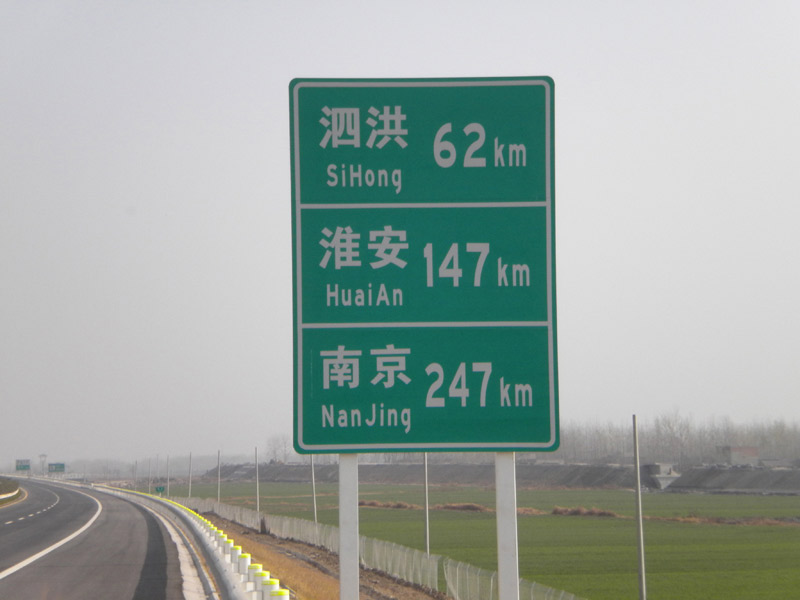 泗洪 62km
SiHong
淮安 147km
HuaiAn
南京 247km
NanJing